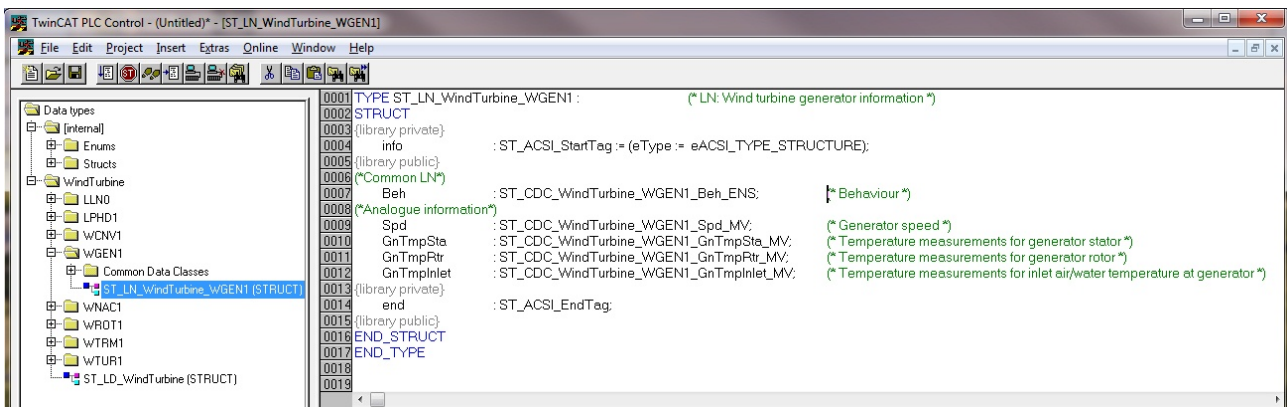 TwinCAT PLC Control - (Untitled)* - [ST_LN_WindTurbine_WGEN1]
File Edit Project Insert Extras Online Window Help
Data types
[internal]
Enums
Structs
WindTurbine
LLN0
LPHD1
WCNV1
WGEN1
Common Data Classes
ST_LN_WindTurbine_WGEN1 (STRUCT)
WNAC1
WROT1
WTRM1
WTUR1
ST_LD_WindTurbine (STRUCT)
0001 TYPE ST_LN_WindTurbine_WGEN1 : (* LN: Wind turbine generator information *)
0002 STRUCT
0003 {library private}
0004 info : ST_ACSI_StartTag := (eType := eACSI_TYPE_STRUCTURE);
0005 {library public}
0006 (*Common LN*)
0007 Beh : ST_CDC_WindTurbine_WGEN1_Beh_ENS; (* Behaviour *)
0008 (*Analogue information*)
0009 Spd : ST_CDC_WindTurbine_WGEN1_Spd_MV; (* Generator speed *)
0010 GnTmpSta : ST_CDC_WindTurbine_WGEN1_GnTmpSta_MV; (* Temperature measurements for generator stator *)
0011 GnTmpRtr : ST_CDC_WindTurbine_WGEN1_GnTmpRtr_MV; (* Temperature measurements for generator rotor *)
0012 GnTmpInlet : ST_CDC_WindTurbine_WGEN1_GnTmpInlet_MV; (* Temperature measurements for inlet air/water temperature at generator *)
0013 {library private}
0014 end : ST_ACSI_EndTag;
0015 {library public}
0016 END_STRUCT
0017 END_TYPE
0018
0019